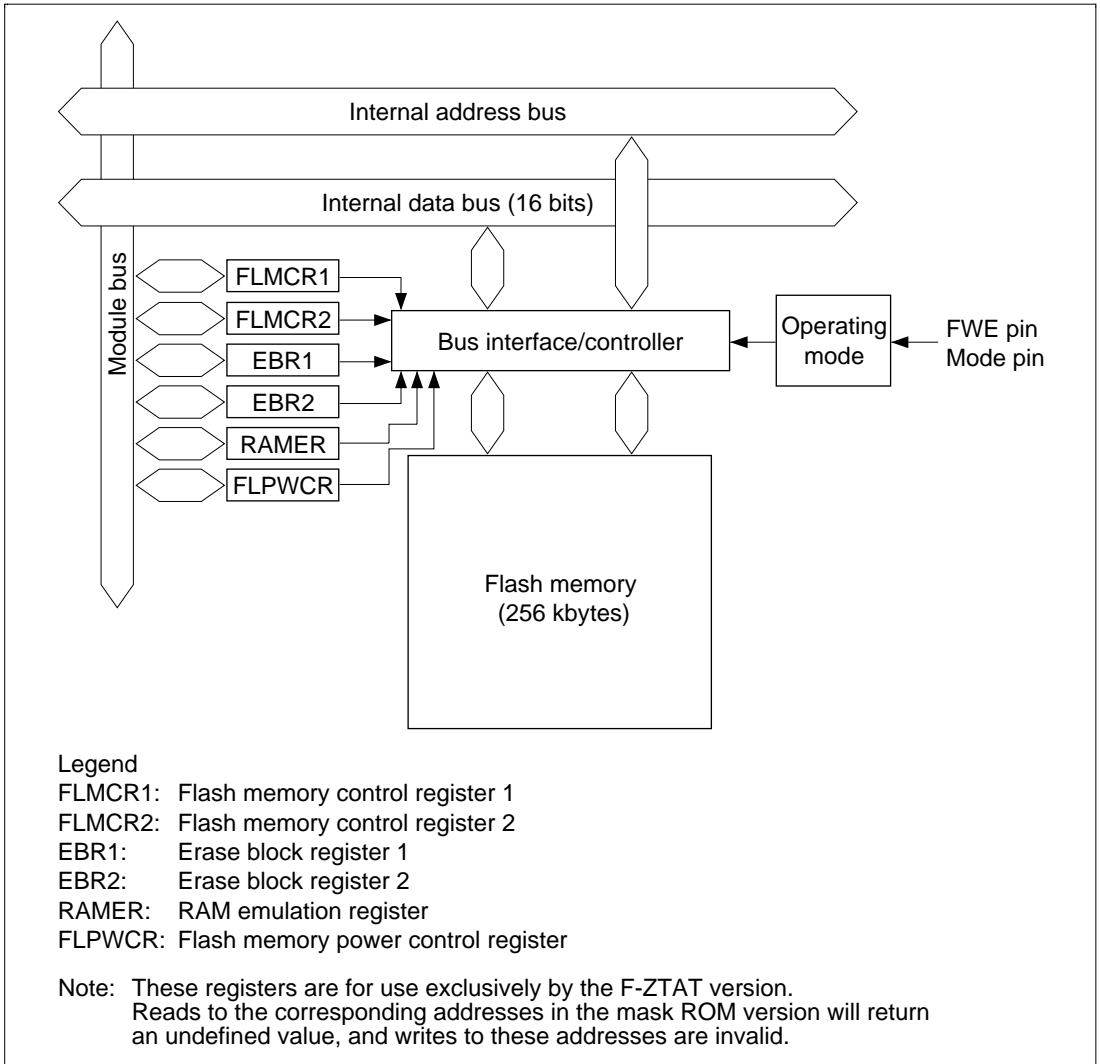 Internal address bus
Internal data bus (16 bits)
Module bus
FLMCR1
FLMCR2
EBR1
EBR2
RAMER
FLPWCR
Bus interface/controller
Operating
mode
FWE pin
Mode pin
Flash memory
(256 kbytes)
Legend
FLMCR1: Flash memory control register 1
FLMCR2: Flash memory control register 2
EBR1: Erase block register 1
EBR2: Erase block register 2
RAMER: RAM emulation register
FLPWCR: Flash memory power control register
Note: These registers are for use exclusively by the F-ZTAT version.
Reads to the corresponding addresses in the mask ROM version will return
an undefined value, and writes to these addresses are invalid.